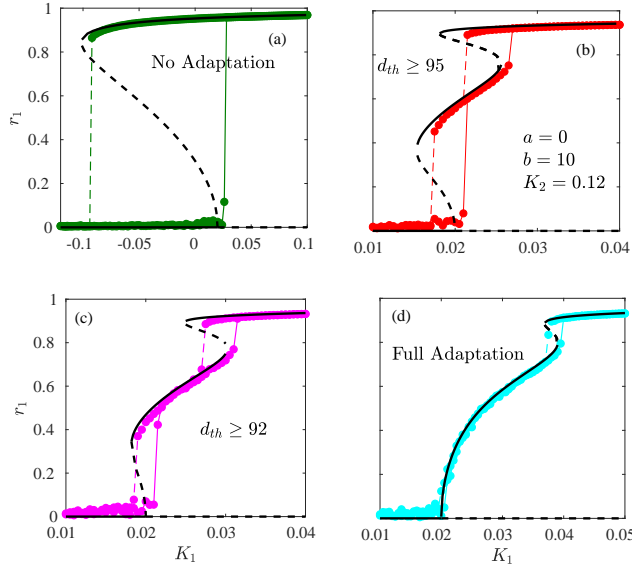 1
0.8
0.6
0.4
0.2
0
r₁
(a)
No Adaptation
-0.1 -0.05 0 0.05 0.1
1
0.8
0.6
0.4
0.2
0
(b)
d_{th} ≥ 95
a = 0
b = 10
K₂ = 0.12
0.01 0.02 0.03 0.04
1
0.8
0.6
0.4
0.2
0
r₁
(c)
d_{th} ≥ 92
0.01 0.02 0.03 0.04
K₁
1
0.8
0.6
0.4
0.2
0
(d)
Full Adaptation
0.01 0.02 0.03 0.04 0.05
K₁